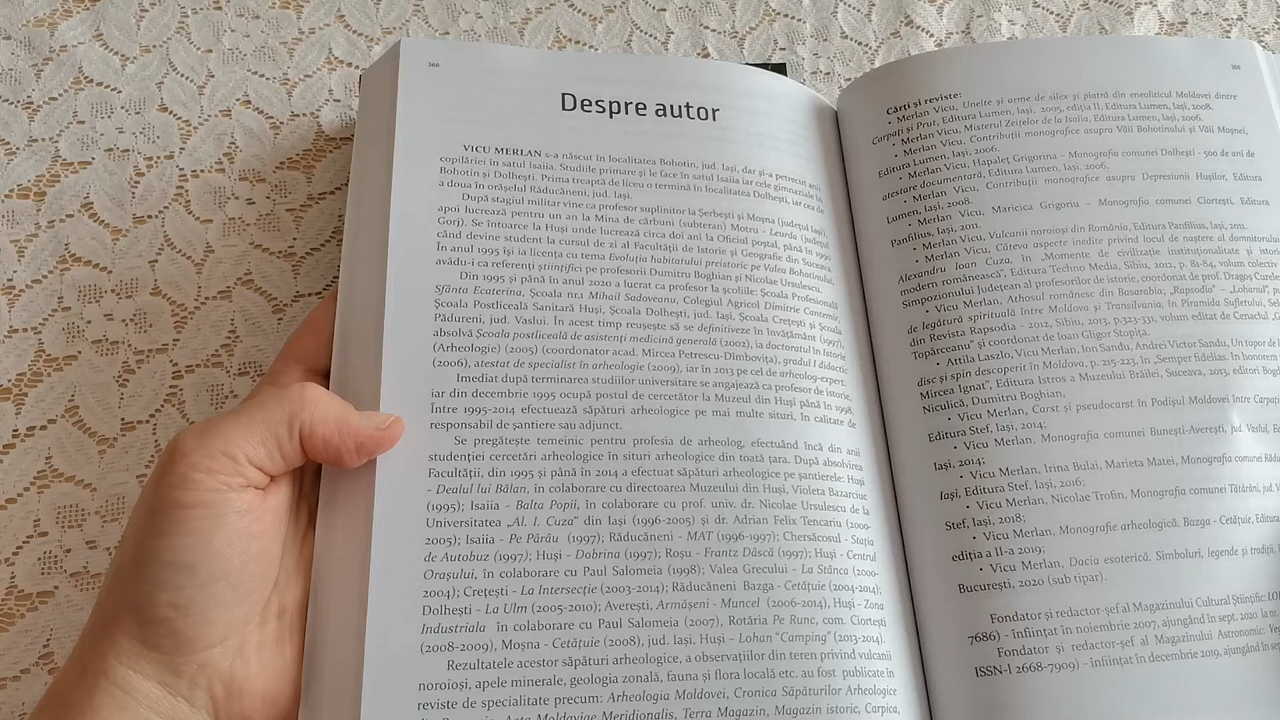 360
Despre autor
VICU MERLAN s-a născut în localitatea Bohotin, jud. Iași, dar și-a petrecut anii
copilăriei în satul Isaiia. Studiile primare și le face în satul Isaiia iar cele gimnaziale în
Bohotin și Dolhești. Prima treaptă de liceu o termină în localitatea Dolhești, iar cea de
a doua în orășelul Răducăneni, jud. Iași.
După stagiul militar vine ca profesor suplinitor la Șerbești și Moșna (județul Iași),
apoi lucrează pentru un an la Mina de cărbuni (subteran) Motru - Leurda (județul
Gorj). Se întoarce la Huși unde lucrează circa doi ani la Oficiul poștal, până în 1990
când devine student la cursul de zi al Facultății de Istorie și Geografie din Suceava.
În anul 1995 își ia licența cu tema Evoluția habitatului preistoric pe Valea Bohotinului,
avându-i ca referenți științifici pe profesorii Dumitru Boghian și Nicolae Ursulescu.
Din 1995 și până în anul 2020 a lucrat ca profesor la școlile: Școala Profesională
Sfânta Ecaterina, Școala nr.1 Mihail Sadoveanu, Colegiul Agricol Dimitrie Cantemir,
Școala Postliceală Sanitară Huși, Școala Dolhești, jud. Iași, Școala Crețești și Școala
Pădureni, jud. Vaslui. În acest timp reușește să se definitiveze în învățământ (1997),
absolvă Școala postliceală de asistenți medicină generală (2002), ia doctoratul în Istorie
(Arheologie) (2005) (coordonator acad. Mircea Petrescu-Dîmbovița), gradul I didactic
(2006), atestat de specialist în arheologie (2009), iar în 2013 pe cel de arheolog-expert.
Imediat după terminarea studiilor universitare se angajează ca profesor de istorie,
iar din decembrie 1995 ocupă postul de cercetător la Muzeul din Huși până în 1998.
Între 1995-2014 efectuează săpături arheologice pe mai multe situri, în calitate de
responsabil de șantiere sau adjunct.
Se pregătește temeinic pentru profesia de arheolog, efectuând încă din anii
studenției cercetări arheologice în situri arheologice din toată țara. După absolvirea
Facultății, din 1995 și până în 2014 a efectuat săpături arheologice pe șantierele: Huși
- Dealul lui Bălan, în colaborare cu directoarea Muzeului din Huși, Violeta Bazarciuc
(1995); Isaiia - Balta Popii, în colaborare cu prof. univ. dr. Nicolae Ursulescu de la
Universitatea „Al. I. Cuza” din Iași (1996-2005) și dr. Adrian Felix Tencariu (2000-
2005); Isaiia - Pe Părău (1997); Răducăneni - MAT (1996-1997); Chersăcosul - Stația
de Autobuz (1997); Huși - Dobrina (1997); Roșu - Frantz Dâscă (1997); Huși - Centrul
Orașului, în colaborare cu Paul Salomeia (1998); Valea Grecului - La Stânca (2000-
2004); Crețești - La Intersecție (2003-2014); Răducăneni Bazga - Cetățuie (2004-2014);
Dolhești - La Ulm (2005-2010); Averești, Armășeni - Muncel (2006-2014), Huși - Zona
Industriala în colaborare cu Paul Salomeia (2007), Rotăria Pe Runc, com. Ciortești
(2008-2009), Moșna - Cetățuie (2008), jud. Iași, Huși – Lohan “Camping” (2013-2014).
Rezultatele acestor săpături arheologice, a observațiilor din teren privind vulcanii
noroioși, apele minerale, geologia zonală, fauna și flora locală etc. au fost publicate în
reviste de specialitate precum: Arheologia Moldovei, Cronica Săpăturilor Arheologice
Acta Moldaviae Meridionalis, Terra Magazin, Magazin istoric, Carpica,
Cărți și reviste:
• Merlan Vicu, Unelte și arme de silex și piatră din eneoliticul Moldovei dintre
Carpați și Prut, Editura Lumen, Iași, 2005, ediția II, Editura Lumen, Iași, 2008.
• Merlan Vicu, Misterul Zeițelor de la Isaiia, Editura Lumen, Iași, 2006.
• Merlan Vicu, Contribuții monografice asupra Văii Bohotinului și Văii Moșnei,
Editura Lumen, Iași, 2006.
• Merlan Vicu, Hapaleț Grigorina – Monografia comunei Dolhești - 500 de ani de
atestare documentară, Editura Lumen, Iași, 2006.
• Merlan Vicu, Contribuții monografice asupra Depresiunii Hușilor, Editura
Lumen, Iași, 2008.
• Merlan Vicu, Maricica Grigoriu – Monografia comunei Ciortești, Editura
Panfilius, Iași, 2011.
• Merlan Vicu, Vulcanii noroioși din România, Editura Panfilius, Iași, 2011.
• Merlan Vicu, Câteva aspecte inedite privind locul de naștere al domnitorului
Alexandru Ioan Cuza, în „Momente de civilizație instituțională și istorie
modern românească”, Editura Techno Media, Sibiu, 2012, p. 81-84, volum colectiv
Simpozionului Județean al profesorilor de istorie, coordonat de prof. Dragoș Curelea
• Vicu Merlan, Athosul românesc din Basarabia; „Rapsodia” – „Lohanul”,
de legătură spirituală între Moldova și Transilvania, în Piramida Sufletului,
din Revista Rapsodia - 2012, Sibiu, 2013, p.323-331, volum editat de Cenaclul
Topârceanu” și coordonat de Ioan Gligor Stopița.
• Attila Laszlo, Vicu Merlan, Ion Sandu, Andrei Victor Sandu, Un topor de
disc și spin descoperit în Moldova, p. 215-223, în „Semper fidelias. În honorem
Mircea Ignat”, Editura Istros a Muzeului Brăilei, Suceava, 2013, editori
Niculică, Dumitru Boghian,
• Vicu Merlan, Carst și pseudocarst în Podișul Moldovei între Carpați
Editura Stef, Iași, 2014;
• Vicu Merlan, Monografia comunei Bunești-Averești, jud. Vaslui,
Iași, 2014;
• Vicu Merlan, Irina Bulai, Marieta Matei, Monografia comunei
Iași, Editura Stef, Iași, 2016;
• Vicu Merlan, Nicolae Trofin, Monografia comunei Tătărăni, jud.
Stef, Iași, 2018;
• Vicu Merlan, Monografie arheologică. Bazga - Cetățuie,
ediția a II-a 2019;
• Vicu Merlan, Dacia esoterică. Simboluri, legende și tradiții,
București, 2020 (sub tipar).
Fondator și redactor-șef al Magazinului Cultural Științific
7686) - înființat în noiembrie 2007, ajungând în sept. 2020 la
Fondator și redactor-șef al Magazinului Astronomic
ISSN-l 2668-7909) – înființat în decembrie 2019, ajungând în